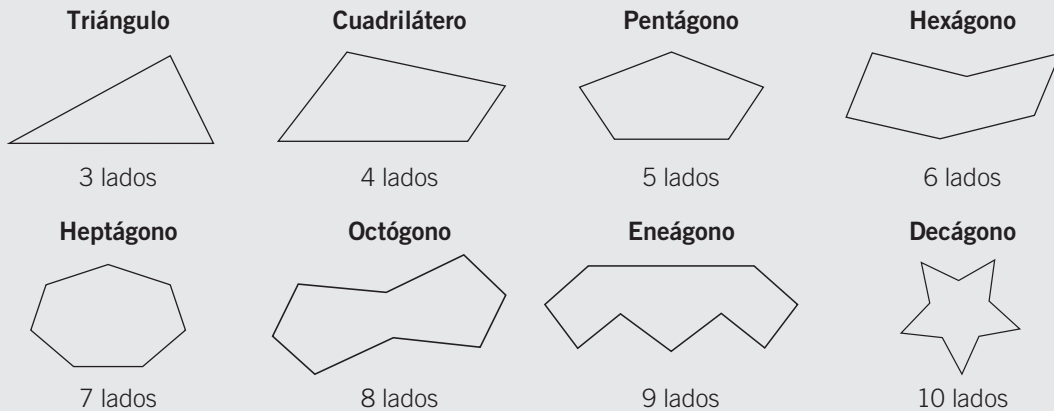 Triángulo Cuadrilátero Pentágono Hexágono
3 lados 4 lados 5 lados 6 lados
Heptágono Octógono Eneágono Decágono
7 lados 8 lados 9 lados 10 lados